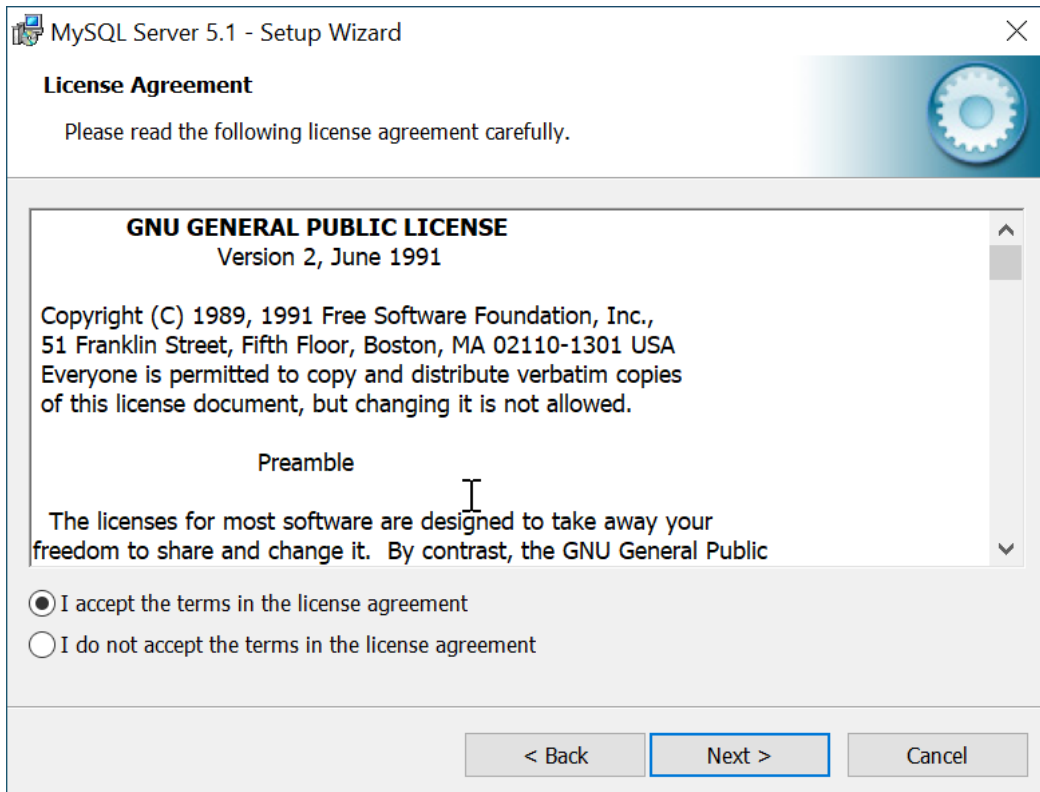 MySQL Server 5.1 - Setup Wizard
License Agreement
Please read the following license agreement carefully.
GNU GENERAL PUBLIC LICENSE
Version 2, June 1991
Copyright (C) 1989, 1991 Free Software Foundation, Inc.,
51 Franklin Street, Fifth Floor, Boston, MA 02110-1301 USA
Everyone is permitted to copy and distribute verbatim copies
of this license document, but changing it is not allowed.
Preamble
The licenses for most software are designed to take away your
freedom to share and change it.  By contrast, the GNU General Public
I accept the terms in the license agreement
I do not accept the terms in the license agreement
< Back
Next >
Cancel